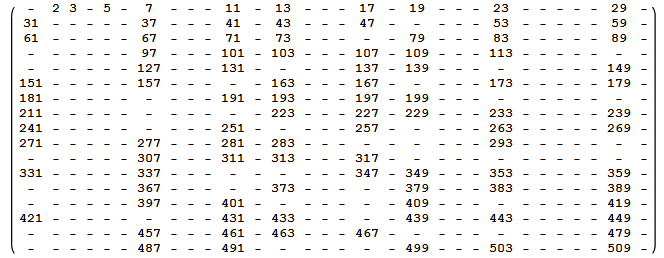 - 2 3 - 5 - 7 - - - 11 - 13 - - - 17 - 19 - - - 23 - - - - - 29 -
31 - - - - - 37 - - - 41 - 43 - - - 47 - - - - - 53 - - - - - 59 -
61 - - - - - 67 - - - 71 - 73 - - - - - 79 - - - 83 - - - - - 89 -
- - - - - - 97 - - - 101 - 103 - - - 107 - 109 - - - 113 - - - - - - -
- - - - - - 127 - - - 131 - - - - - 137 - 139 - - - - - - - - - 149 -
151 - - - - - 157 - - - - - 163 - - - 167 - - - - - 173 - - - - - 179 -
181 - - - - - - - - - 191 - 193 - - - 197 - 199 - - - - - - - - - - -
211 - - - - - - - - - - - 223 - - - 227 - 229 - - - 233 - - - - - 239 -
241 - - - - - - - - - 251 - - - - - 257 - - - - - 263 - - - - - 269 -
271 - - - - - 277 - - - 281 - 283 - - - - - - - - - 293 - - - - - - -
- - - - - - 307 - - - 311 - 313 - - - 317 - - - - - - - - - - - - -
331 - - - - - 337 - - - - - - - - - 347 - 349 - - - 353 - - - - - 359 -
- - - - - - 367 - - - - - 373 - - - - - 379 - - - 383 - - - - - 389 -
- - - - - - 397 - - - 401 - - - - - - - 409 - - - - - - - - - 419 -
421 - - - - - - - - - 431 - 433 - - - - - 439 - - - 443 - - - - - 449 -
- - - - - - 457 - - - 461 - 463 - - - 467 - - - - - - - - - - - 479 -
- - - - - - 487 - - - 491 - - - - - - - 499 - - - 503 - - - - - 509 -